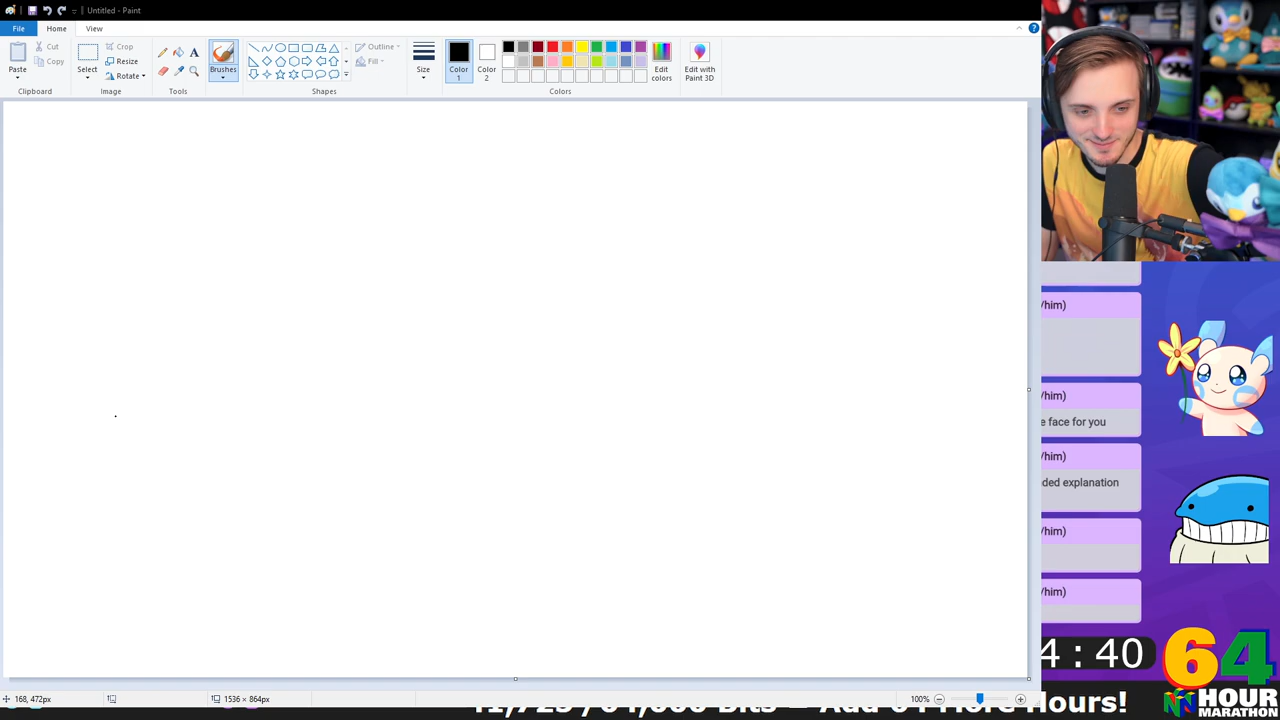 Untitled - Paint
File
Home
View
Paste
Cut
Copy
Clipboard
Select
Crop
Resize
Rotate
Image
A
Tools
Brushes
Outline
Fill
Shapes
Size
Color
1
Color
2
Edit
colors
Colors
Edit with
Paint 3D
/him)
/him)
e face for you
/him)
ded explanation
/him)
/him)
4:40
64
HOUR
MARATHON
168, 472px
1536 × 864px
100%
Hours!